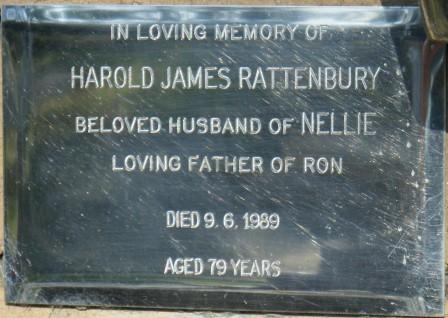 IN LOVING MEMORY OF
HAROLD JAMES RATTENBURY
BELOVED HUSBAND OF NELLIE
LOVING FATHER OF RON
DIED 9. 6. 1989
AGED 79 YEARS